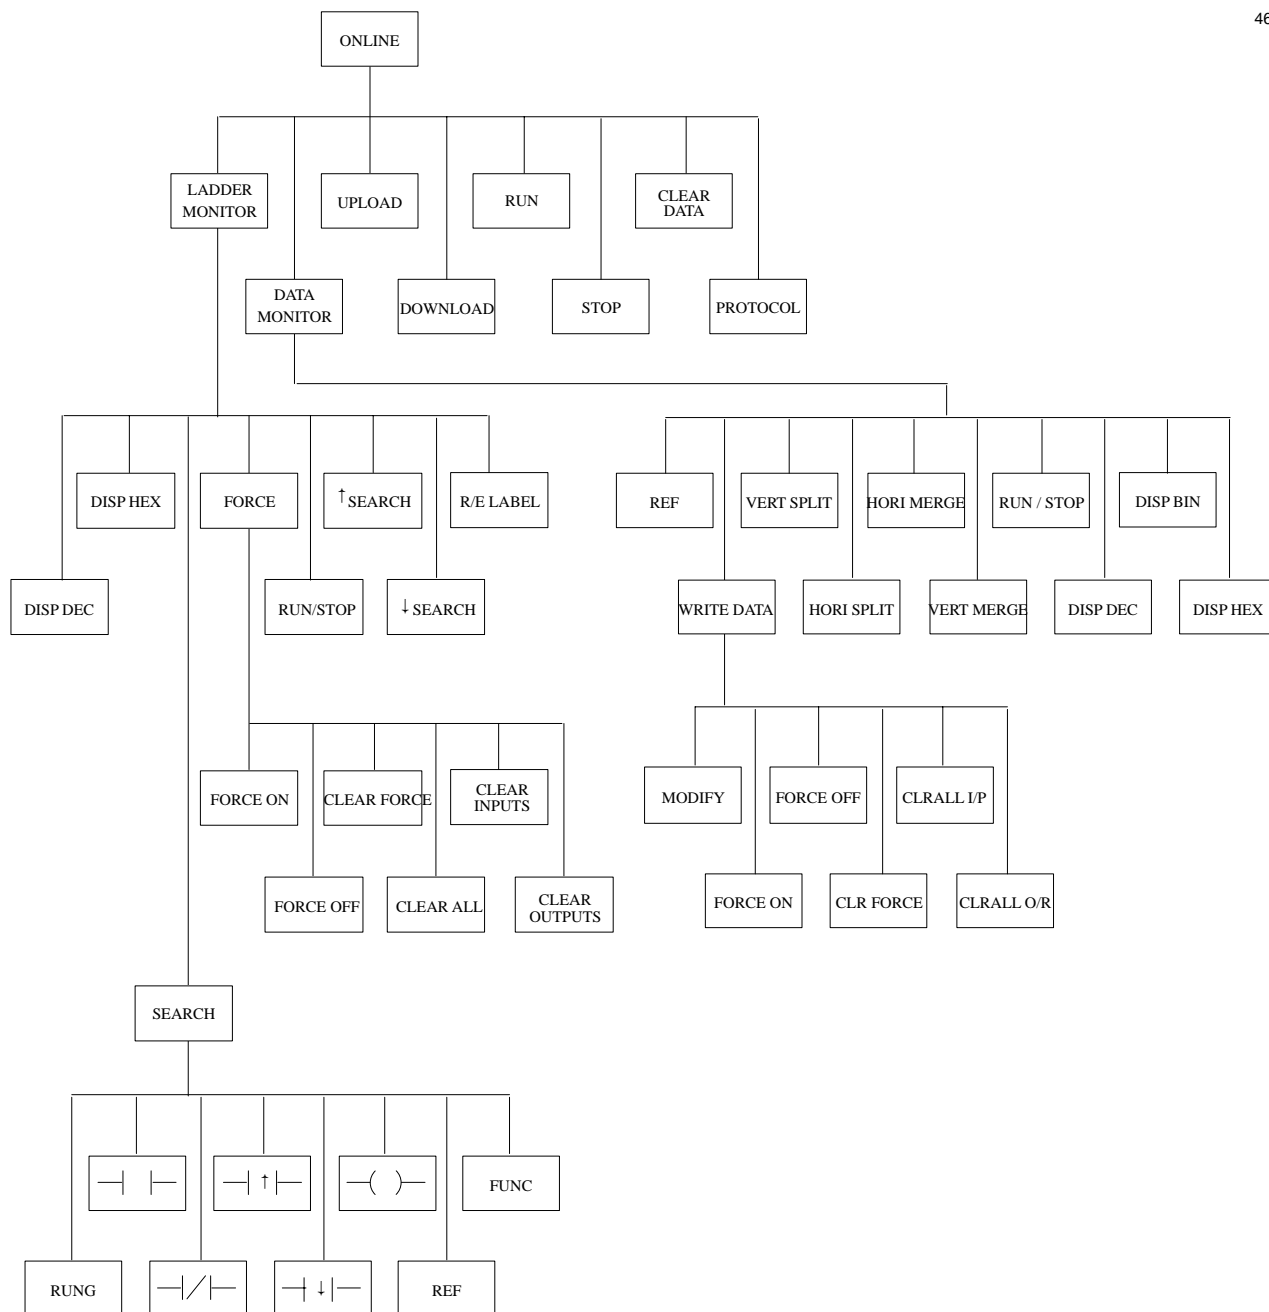 46
ONLINE
LADDER
MONITOR
UPLOAD
RUN
CLEAR
DATA
DATA
MONITOR
DOWNLOAD
STOP
PROTOCOL
DISP HEX
FORCE
↑ SEARCH
R/E LABEL
REF
VERT SPLIT
HORI MERGE
RUN / STOP
DISP BIN
DISP DEC
RUN/STOP
↓ SEARCH
WRITE DATA
HORI SPLIT
VERT MERGE
DISP DEC
DISP HEX
FORCE ON
CLEAR FORCE
CLEAR
INPUTS
MODIFY
FORCE OFF
CLRALL I/P
FORCE OFF
CLEAR ALL
CLEAR
OUTPUTS
FORCE ON
CLR FORCE
CLRALL O/R
SEARCH
FUNC
RUNG
REF